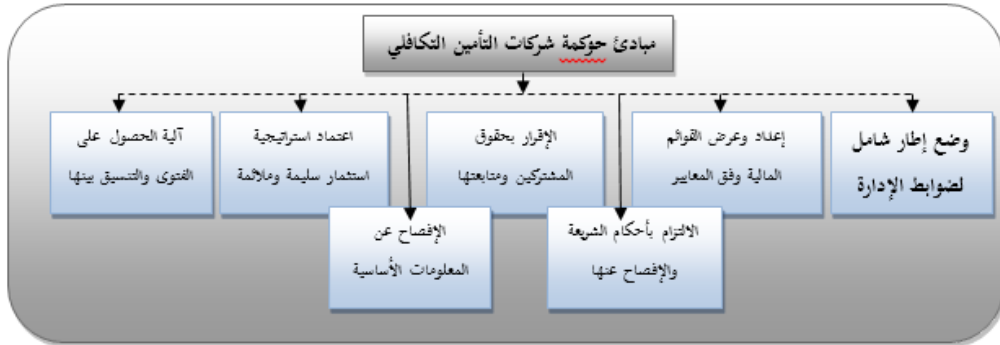 مبادئ حوكمة شركات التأمين التكافلي
وضع إطار شامل
لضوابط الإدارة
إعداد وعرض القوائم
المالية وفق المعايير
الإقرار بحقوق
المشتركين ومتابعتها
اعتماد استراتيجية
استثمار سليمة وملائمة
آلية الحصول على
الفتوى والتنسيق بينها
الالتزام بأحكام الشريعة
والإفصاح عنها
الإفصاح عن
المعلومات الأساسية